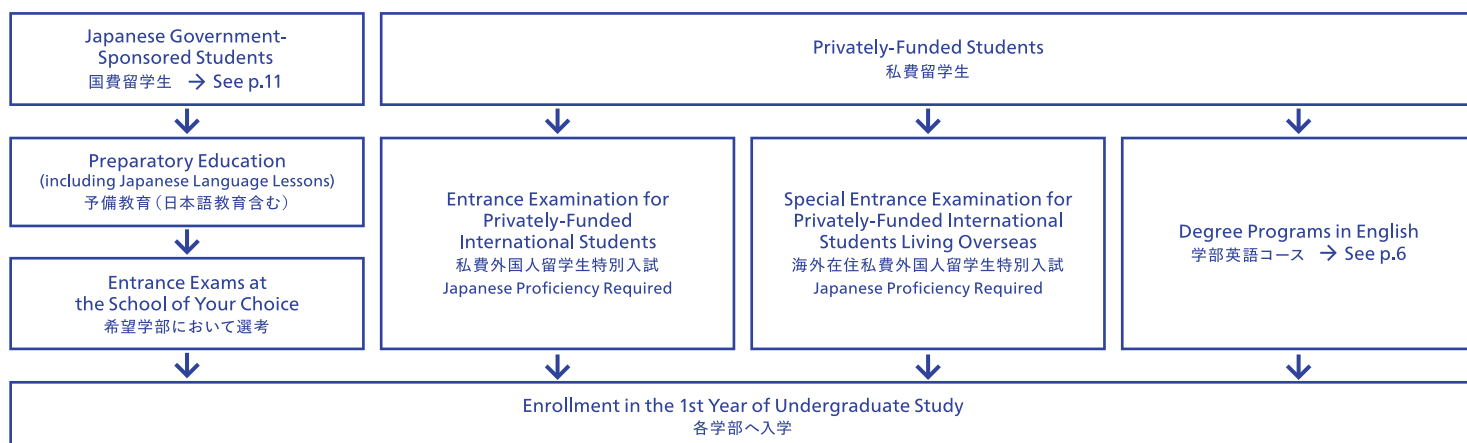 Japanese Government-
Sponsored Students
国費留学生 → See p.11
Privately-Funded Students
私費留学生
Preparatory Education
(including Japanese Language Lessons)
予備教育(日本語教育含む)
Entrance Exams at
the School of Your Choice
希望学部において選考
Entrance Examination for
Privately-Funded
International Students
私費外国人留学生特別入試
Japanese Proficiency Required
Special Entrance Examination for
Privately-Funded International
Students Living Overseas
海外在住私費外国人留学生特別入試
Japanese Proficiency Required
Degree Programs in English
学部英語コース → See p.6
Enrollment in the 1st Year of Undergraduate Study
各学部へ入学